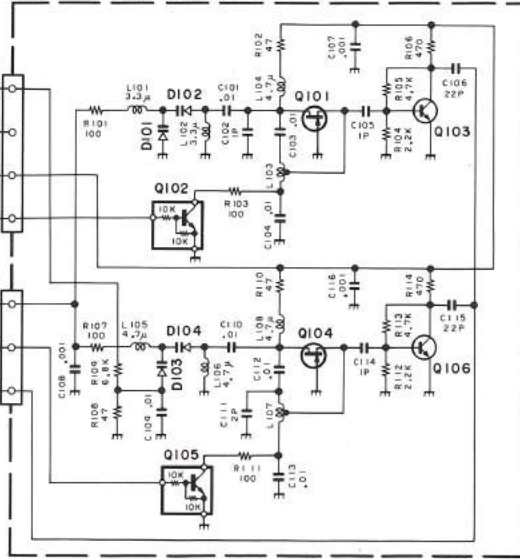 R102
47
C107
.001
R106
470
L104
4.7μ
R105
4.7K
C106
22P
L101
3.3μ
D102
C101
.01
Q101
R101
100
D101
L102
3.3μ
C102
1P
C103
.01
C105
1P
R104
2.2K
Q103
Q102
10K
10K
R103
100
L103
C104
.01
R110
47
C116
.001
R114
470
L108
4.7μ
R113
4.7K
C115
22P
R107
100
L105
4.7μ
D104
C110
.01
Q104
C108
.001
R109
6.8K
D103
L106
4.7μ
C112
.01
C114
1P
R112
2.2K
Q106
R108
47
C109
.01
C111
2P
L107
Q105
10K
10K
R111
100
C113
.01